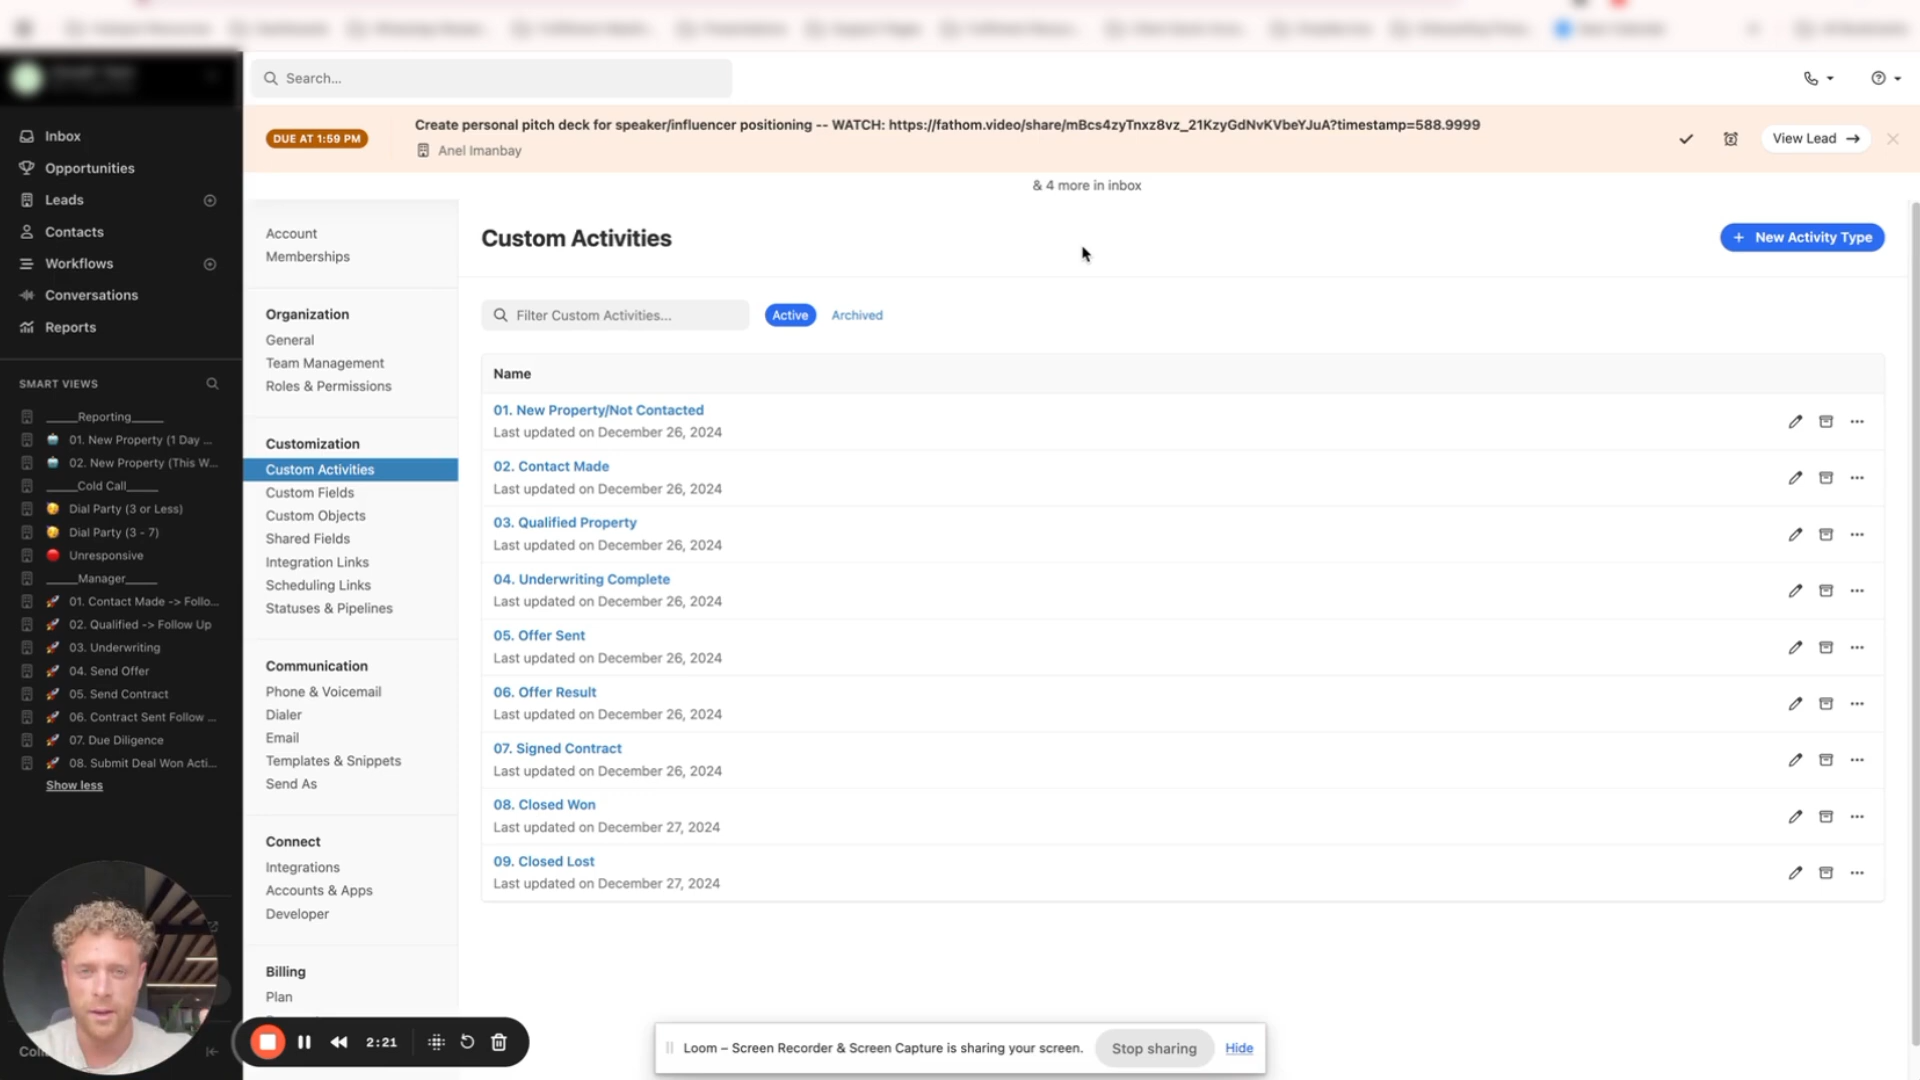 Search...
DUE AT 1:59 PM
Create personal pitch deck for speaker/influencer positioning -- WATCH: https://fathom.video/share/mBcs4zyTnxz8vz_21KzyGdNvKVbeYJuA?timestamp=588.9999
Anel Imanbay
View Lead →
& 4 more in inbox
Inbox
Opportunities
Leads
Contacts
Workflows
Conversations
Reports
SMART VIEWS
_____Reporting_____
01. New Property (1 Day ...
02. New Property (This W...
_____Cold Call_____
Dial Party (3 or Less)
Dial Party (3 - 7)
Unresponsive
_____Manager_____
01. Contact Made -> Follo...
02. Qualified -> Follow Up
03. Underwriting
04. Send Offer
05. Send Contract
06. Contract Sent Follow ...
07. Due Diligence
08. Submit Deal Won Acti...
Show less
Account
Memberships
Organization
General
Team Management
Roles & Permissions
Customization
Custom Activities
Custom Fields
Custom Objects
Shared Fields
Integration Links
Scheduling Links
Statuses & Pipelines
Communication
Phone & Voicemail
Dialer
Email
Templates & Snippets
Send As
Connect
Integrations
Accounts & Apps
Developer
Billing
Plan
Custom Activities
+ New Activity Type
Filter Custom Activities...
Active
Archived
Name
01. New Property/Not Contacted
Last updated on December 26, 2024
02. Contact Made
Last updated on December 26, 2024
03. Qualified Property
Last updated on December 26, 2024
04. Underwriting Complete
Last updated on December 26, 2024
05. Offer Sent
Last updated on December 26, 2024
06. Offer Result
Last updated on December 26, 2024
07. Signed Contract
Last updated on December 26, 2024
08. Closed Won
Last updated on December 27, 2024
09. Closed Lost
Last updated on December 27, 2024
2:21
Loom – Screen Recorder & Screen Capture is sharing your screen.
Stop sharing
Hide